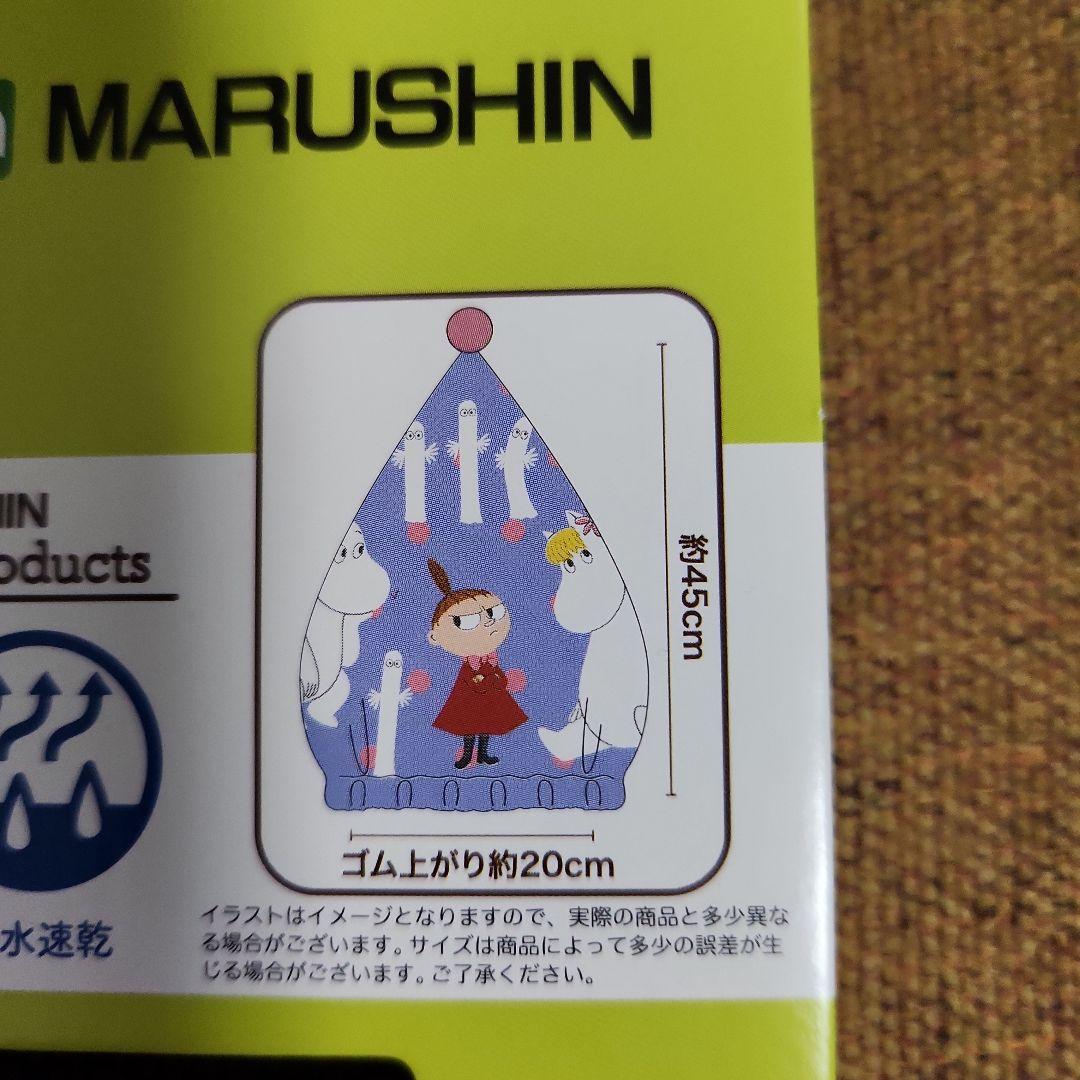 MARUSHIN
約45cm
ゴム上がり約20cm
水速乾
イラストはイメージとなりますので、実際の商品と多少異な
る場合がございます。サイズは商品によって多少の誤差が生
じる場合がございます。ご了承ください。